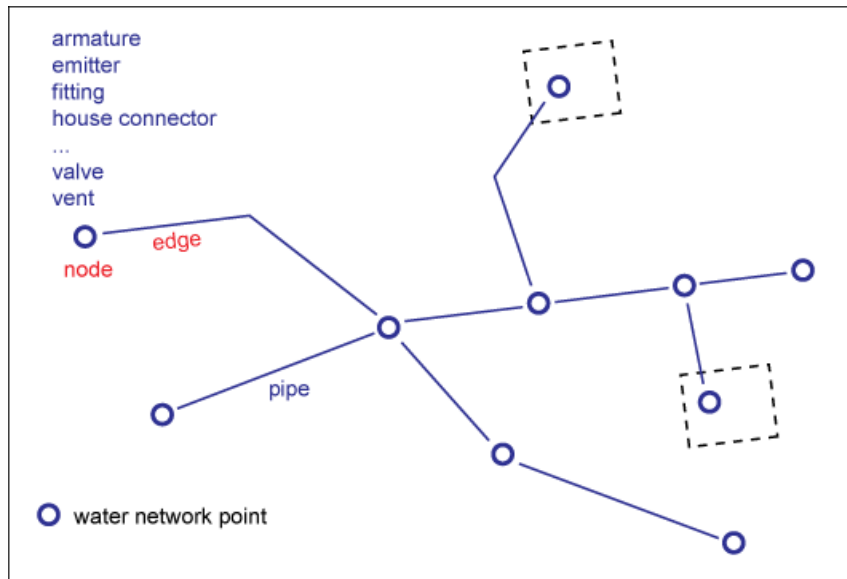 armature
emitter
fitting
house connector
...
valve
vent
edge
node
pipe
water network point